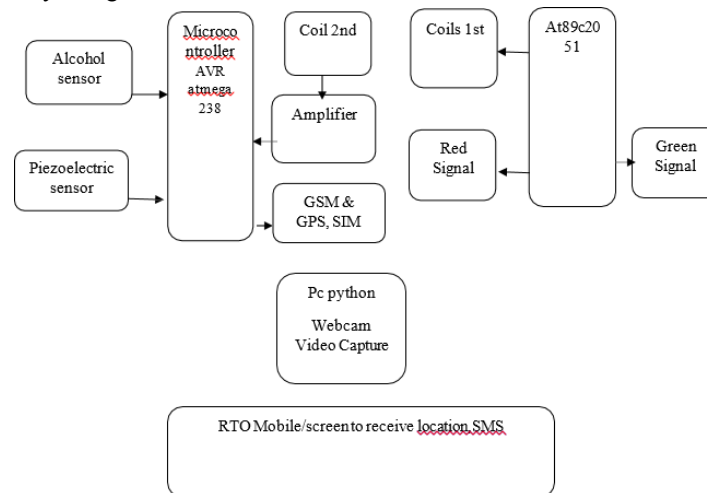 Alcohol
sensor
Piezoelectric
sensor
Microco
ntroller
AVR
atmega
238
Coil 2nd
Amplifier
GSM &
GPS, SIM
Coils 1st
Red
Signal
At89c20
51
Green
Signal
Pc python
Webcam
Video Capture
RTO Mobile/screen to receive location,SMS